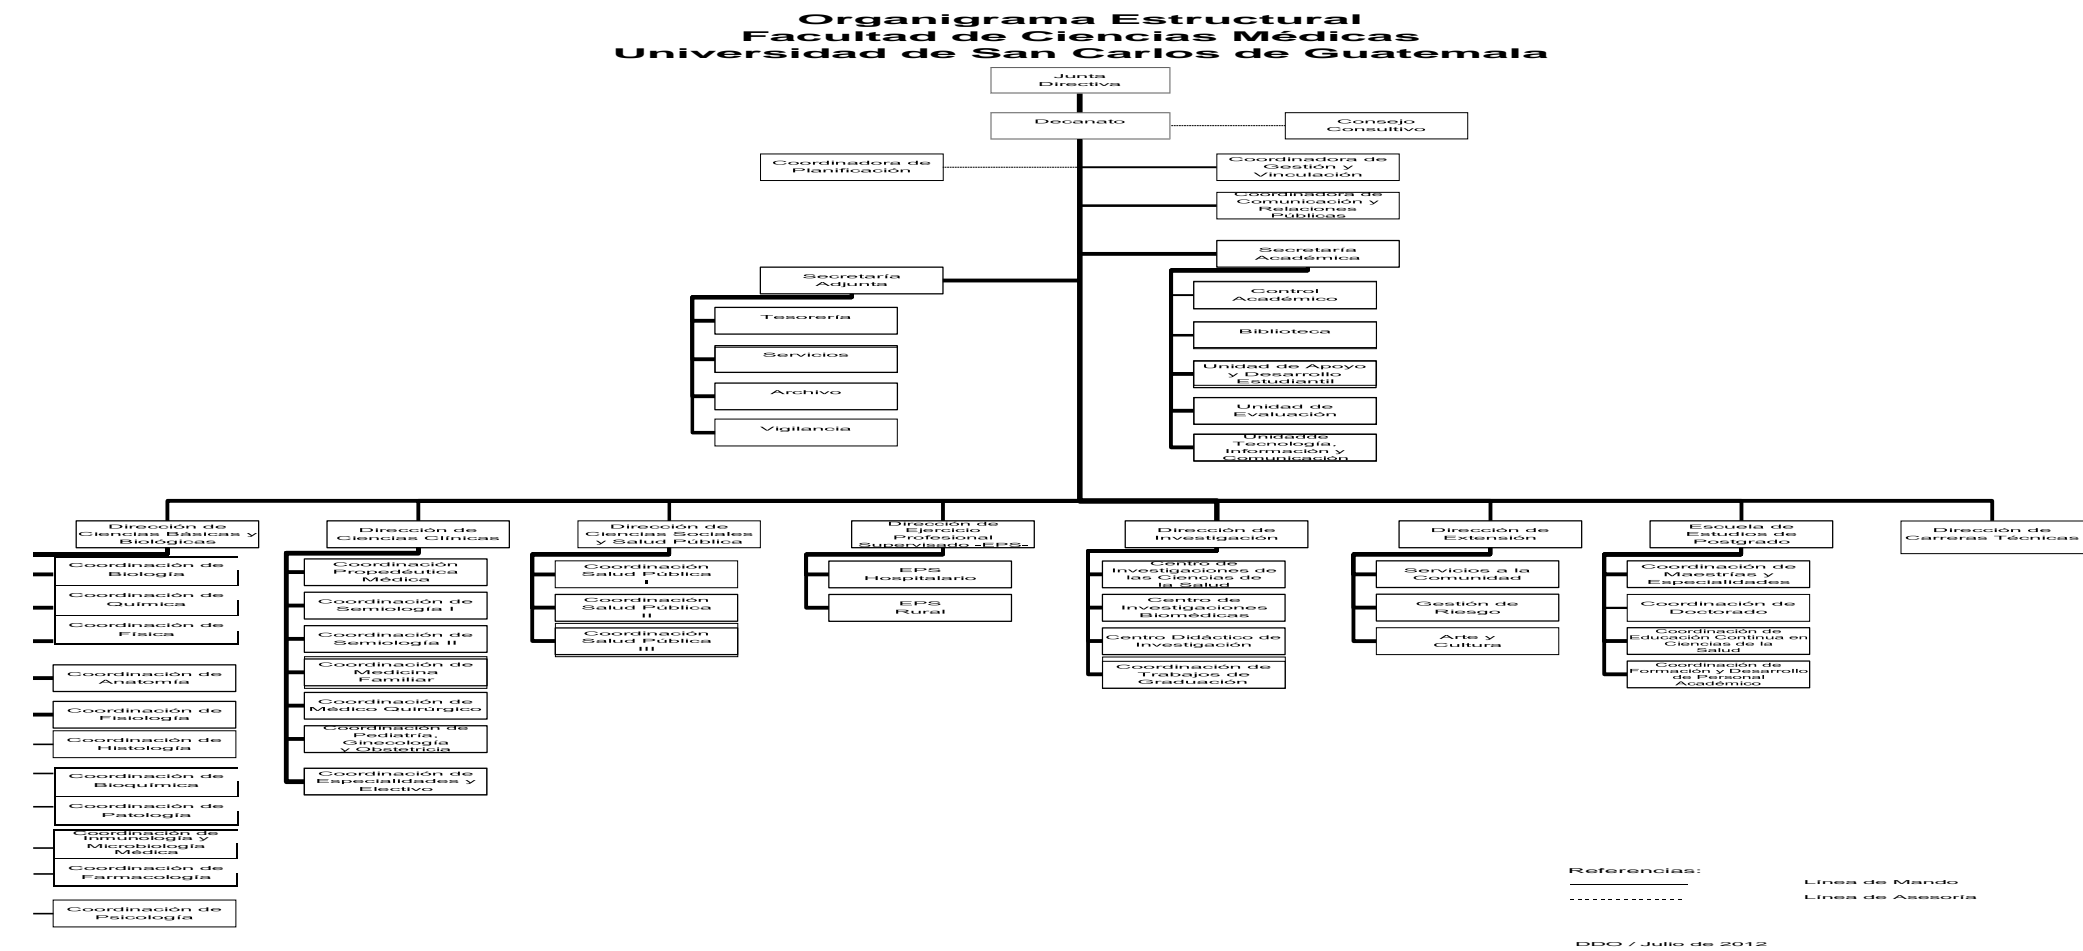 Organigrama Estructural
Facultad de Ciencias Médicas
Universidad de San Carlos de Guatemala
Junta
Directiva
Decanato
Consejo
Consultivo
Coordinadora de
Planificación
Coordinadora de
Gestión y
Vinculación
Coordinadora de
Comunicación y
Relaciones
Públicas
Secretaría
Académica
Secretaría
Adjunta
Tesorería
Servicios
Archivo
Vigilancia
Control
Académico
Biblioteca
Unidad de Apoyo
y Desarrollo
Estudiantil
Unidad de
Evaluación
Unidadde
Tecnología,
Información y
Comunicación
Dirección de
Ciencias Básicas y
Biológicas
Coordinación de
Biología
Coordinación de
Química
Coordinación de
Física
Coordinación de
Anatomía
Coordinación de
Fisiología
Coordinación de
Histología
Coordinación de
Bioquímica
Coordinación de
Patología
Coordinación de
Inmunología y
Microbiología
Médica
Coordinación de
Farmacología
Coordinación de
Psicología
Dirección de
Ciencias Clínicas
Coordinación
Propedéutica
Médica
Coordinación de
Semiología I
Coordinación de
Semiología II
Coordinación de
Medicina
Familiar
Coordinación de
Médico Quirúrgico
Coordinación de
Pediatría,
Ginecología
y Obstetricia
Coordinación de
Especialidades y
Electivo
Dirección de
Ciencias Sociales
y Salud Pública
Coordinación
Salud Pública
I
Coordinación
Salud Pública
II
Coordinación
Salud Pública
III
Dirección de
Ejercicio
Profesional
Supervisado -EPS-
EPS
Hospitalario
EPS
Rural
Dirección de
Investigación
Centro de
Investigaciones de
las Ciencias de
la Salud
Centro de
Investigaciones
Biomédicas
Centro Didáctico de
Investigación
Coordinación de
Trabajos de
Graduación
Dirección de
Extensión
Servicios a la
Comunidad
Gestión de
Riesgo
Arte y
Cultura
Escuela de
Estudios de
Postgrado
Coordinación de
Maestrías y
Especialidades
Coordinación de
Doctorado
Coordinación de
Educación Continua en
Ciencias de la
Salud
Coordinación de
Formación y Desarrollo
de Personal
Académico
Dirección de
Carreras Técnicas
Referencias:
Línea de Mando
Línea de Asesoría
DDO / Julio de 2012